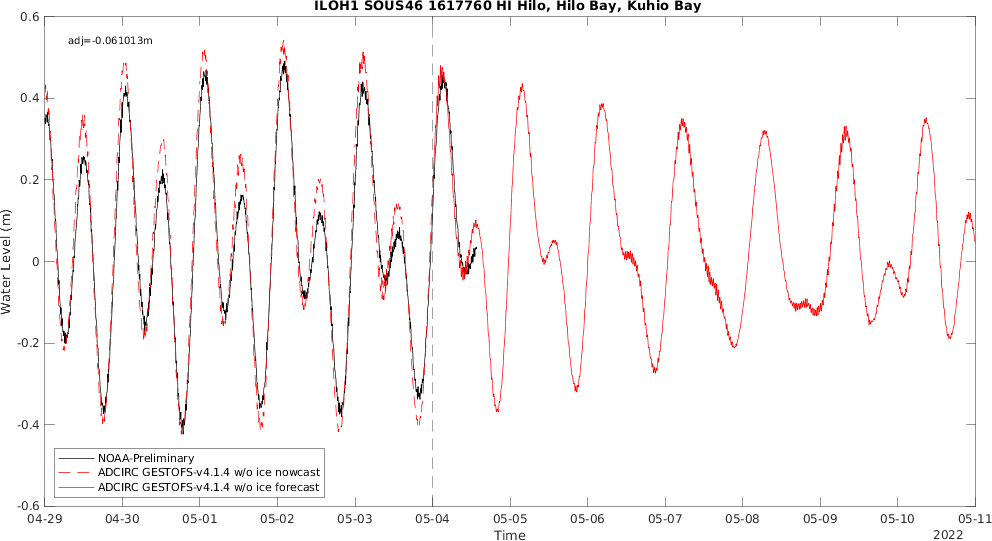 ILOH1 SOUS46 1617760 HI Hilo, Hilo Bay, Kuhio Bay
adj=-0.061013m
0.6
0.4
0.2
0
-0.2
-0.4
-0.6
Water Level (m)
NOAA-Preliminary
ADCIRC GESTOFS-v4.1.4 w/o ice nowcast
ADCIRC GESTOFS-v4.1.4 w/o ice forecast
04-29 04-30 05-01 05-02 05-03 05-04 05-05 05-06 05-07 05-08 05-09 05-10 05-11
Time
2022